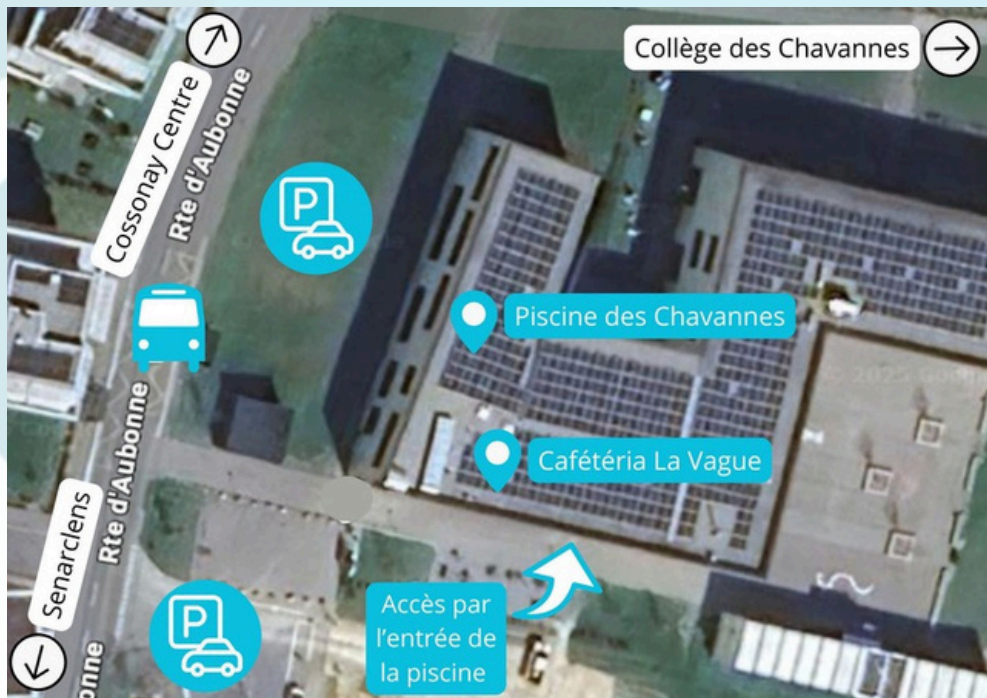 Collège des Chavannes
Cossonay Centre
Rte d'Aubonne
P
Piscine des Chavannes
Cafétéria La Vague
Rte d'Aubonne
Senarclens
P
Accès par
l'entrée de
la piscine
onne